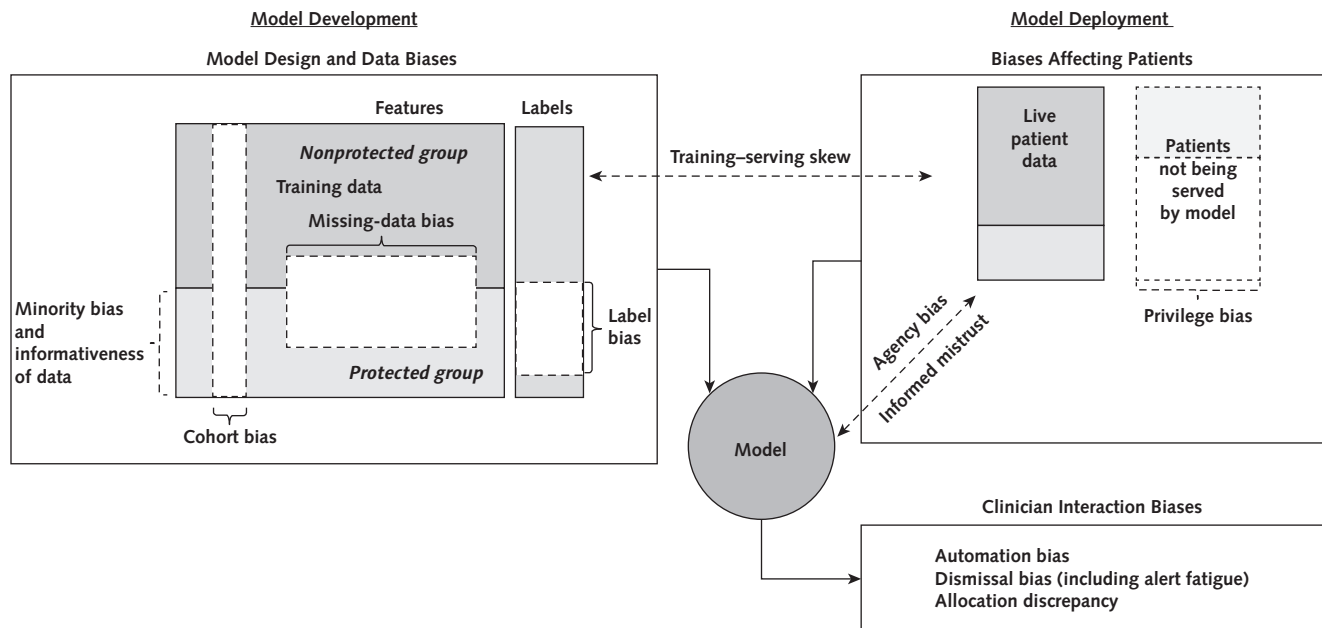 Model Development
Model Design and Data Biases
Features
Labels
Nonprotected group
Training data
Missing-data bias
Minority bias
and
informativeness
of data
Label
bias
Protected group
Cohort bias
Training–serving skew
Model
Model Deployment
Biases Affecting Patients
Live
patient
data
Patients
not being
served
by model
Privilege bias
Agency bias
Informed mistrust
Clinician Interaction Biases
Automation bias
Dismissal bias (including alert fatigue)
Allocation discrepancy